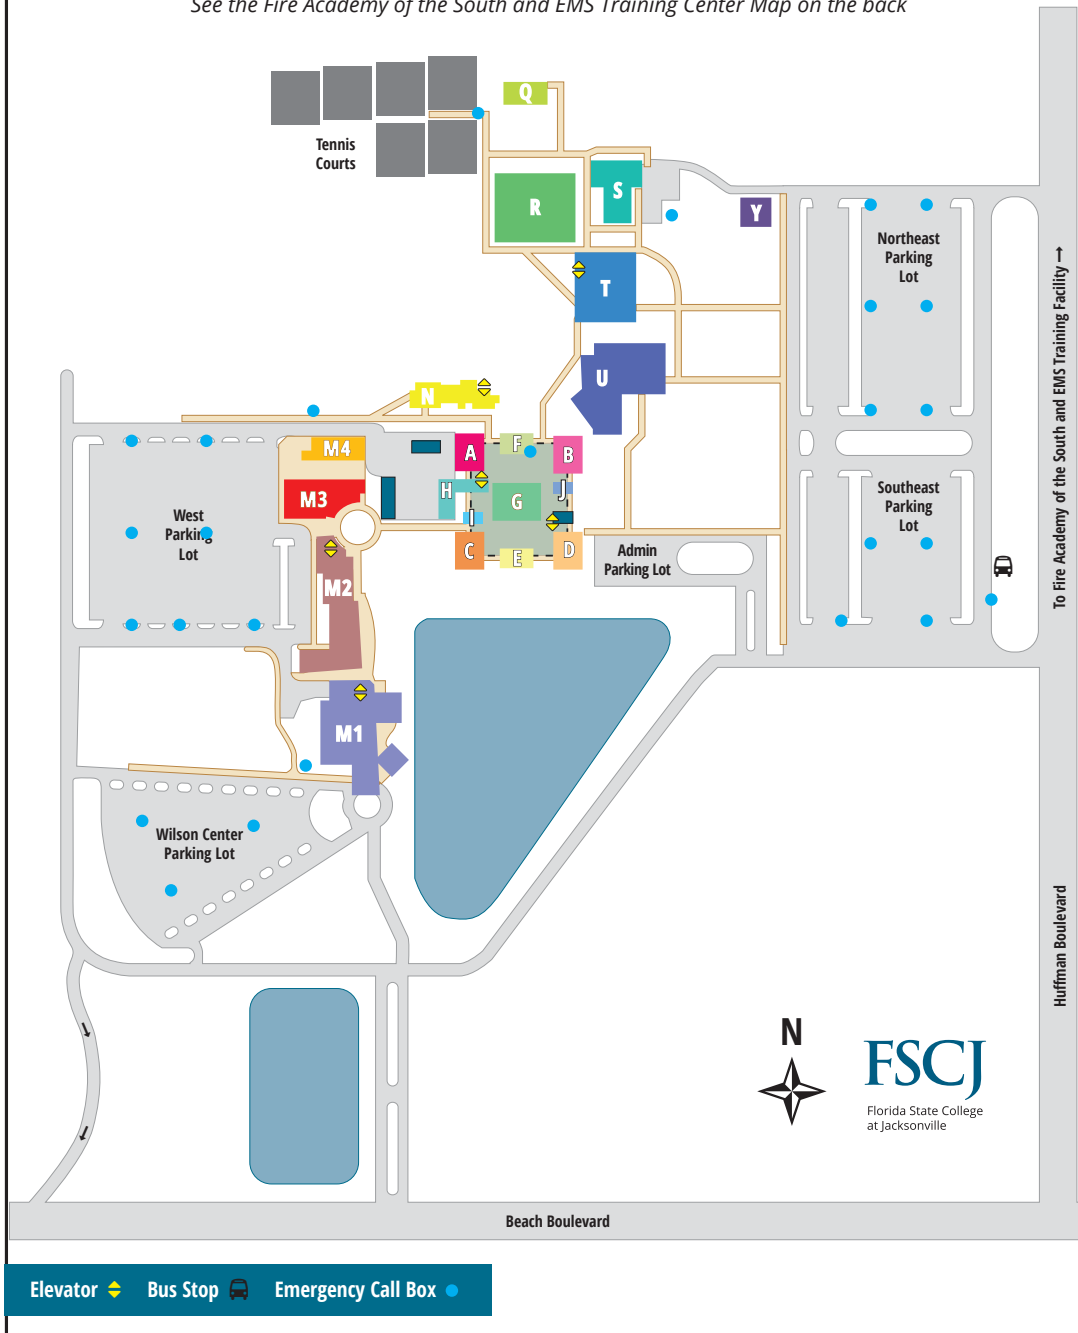 See the Fire Academy of the South and EMS Training Center Map on the back
Q
Tennis
Courts
S
R
Y
Northeast
Parking
Lot
T
To Fire Academy of the South and EMS Training Facility →
U
N
M4
A
F
B
H
J
M3
G
I
Southeast
Parking
Lot
West
Parking
Lot
C
E
D
Admin
Parking Lot
M2
M1
Wilson Center
Parking Lot
Huffman Boulevard
N
FSCJ
Florida State College
at Jacksonville
Beach Boulevard
Elevator
Bus Stop
Emergency Call Box